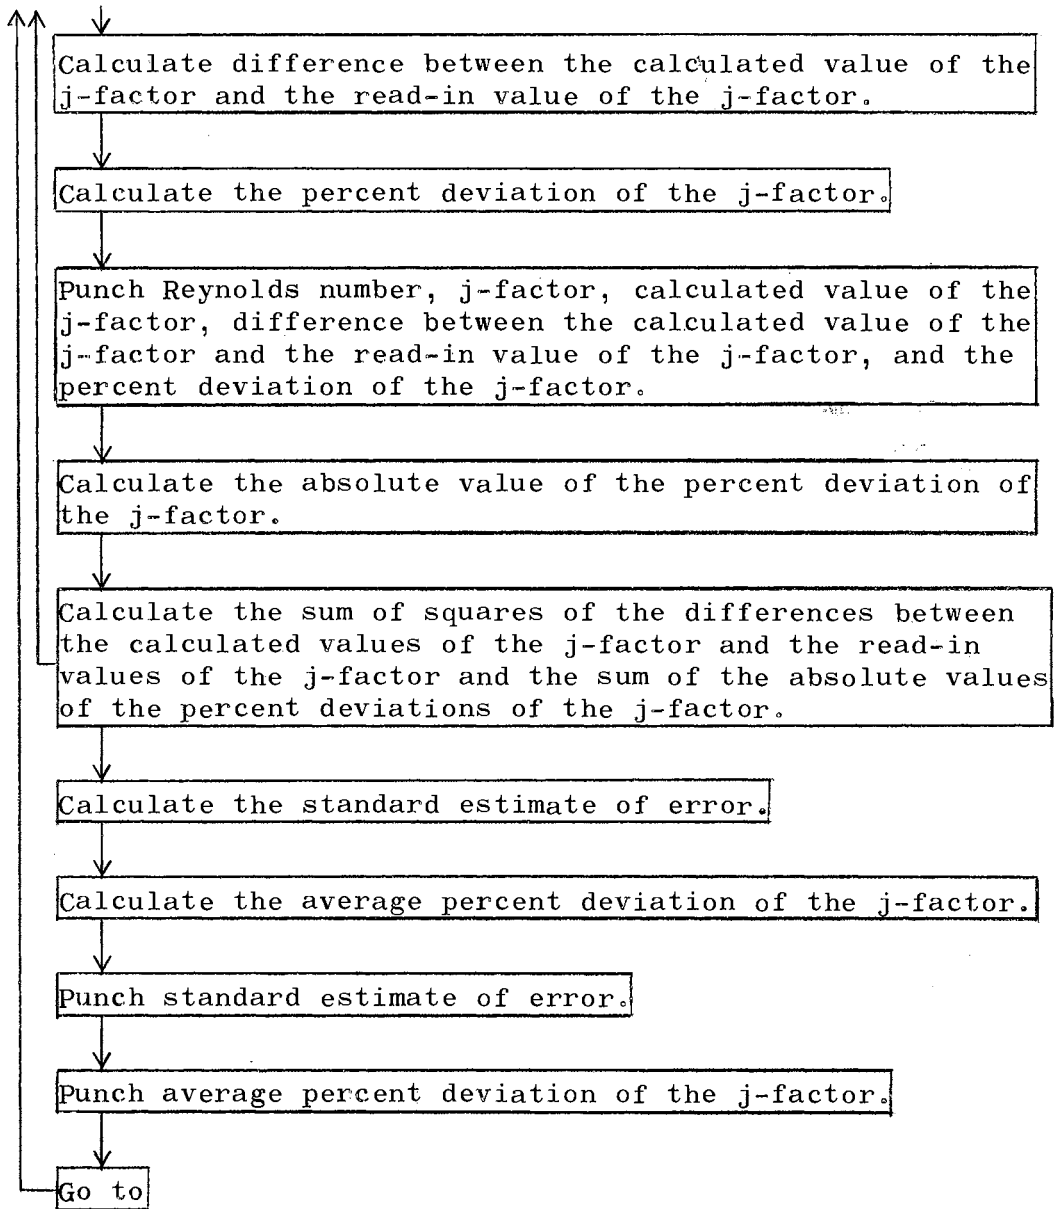 Calculate difference between the calculated value of the
j-factor and the read-in value of the j-factor.
Calculate the percent deviation of the j-factor.
Punch Reynolds number, j-factor, calculated value of the
j-factor, difference between the calculated value of the
j-factor and the read-in value of the j-factor, and the
percent deviation of the j-factor.
Calculate the absolute value of the percent deviation of
the j-factor.
Calculate the sum of squares of the differences between
the calculated values of the j-factor and the read-in
values of the j-factor and the sum of the absolute values
of the percent deviations of the j-factor.
Calculate the standard estimate of error.
Calculate the average percent deviation of the j-factor.
Punch standard estimate of error.
Punch average percent deviation of the j-factor.
Go to